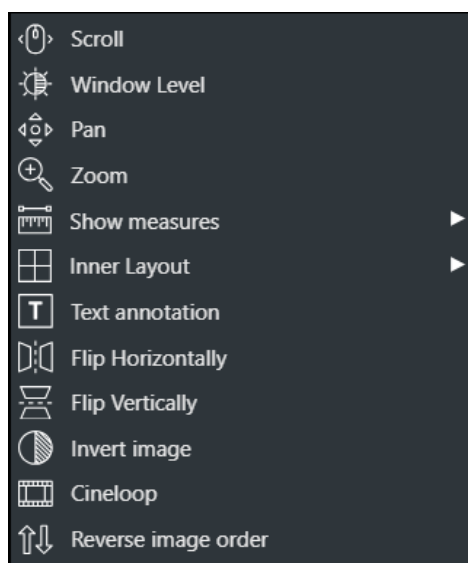 Scroll
Window Level
Pan
Zoom
Show measures
Inner Layout
T Text annotation
Flip Horizontally
Flip Vertically
Invert image
Cineloop
Reverse image order